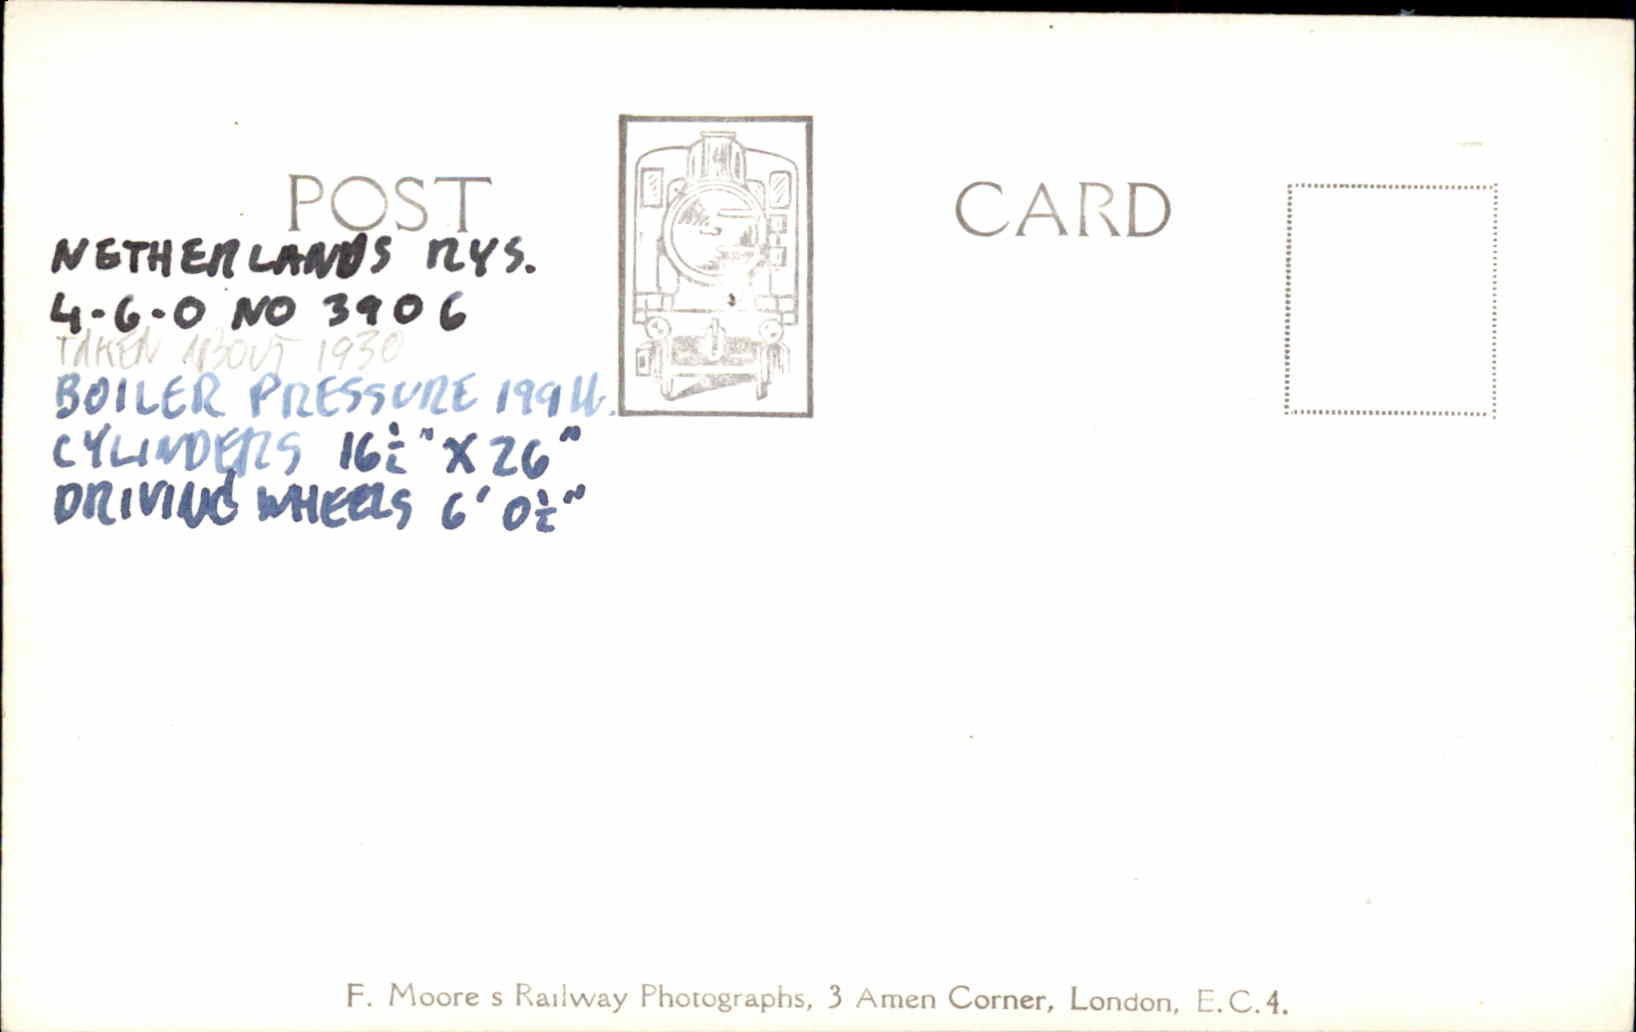 POST CARD
NETHERLANDS RYS.
4-6-0 NO 3906
TAKEN ABOUT 1930
BOILER PRESSURE 199 lb.
CYLINDERS 16½" X 26"
DRIVING WHEELS 6' 0½"
F. Moore s Railway Photographs, 3 Amen Corner, London, E.C.4.